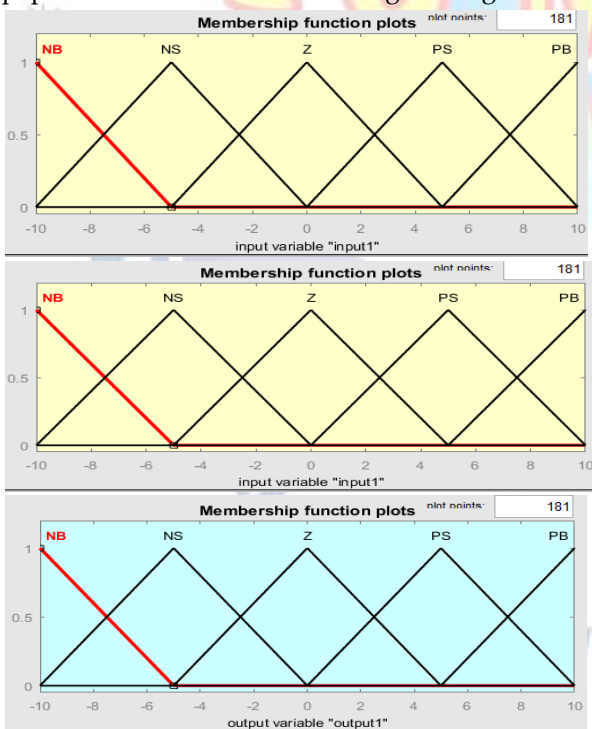 Membership function plots plot points: 181
NB NS Z PS PB
1
0.5
0
-10 -8 -6 -4 -2 0 2 4 6 8 10
input variable "input1"
Membership function plots plot points: 181
NB NS Z PS PB
1
0.5
0
-10 -8 -6 -4 -2 0 2 4 6 8 10
input variable "input1"
Membership function plots plot points: 181
NB NS Z PS PB
1
0.5
0
-10 -8 -6 -4 -2 0 2 4 6 8 10
output variable "output1"